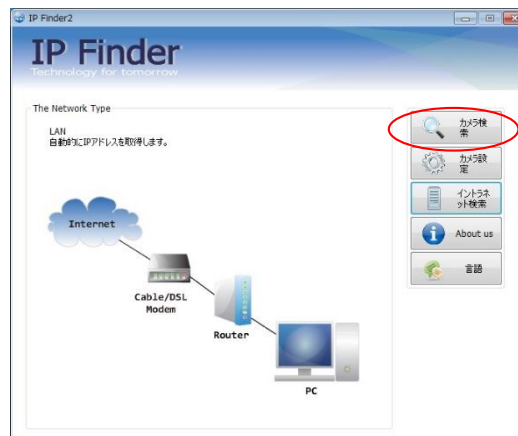 IP Finder2
IP Finder
Technology for tomorrow
The Network Type
LAN
自動的にIPアドレスを取得します。
Internet
Cable/DSL
Modem
Router
PC
カメラ検
索
カメラ設
定
イントラネ
ット検索
About us
言語